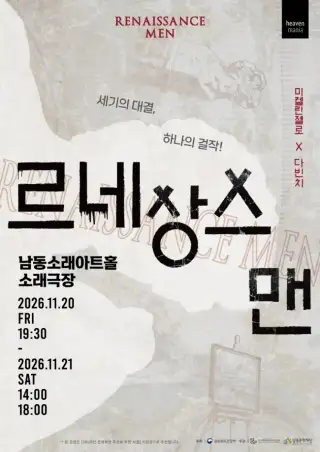 RENAISSANCE
MEN
heaven
mania
미켈란젤로 X 다빈치
세기의 대결,
하나의 걸작!
RENAISSANCE MEN
르네상스
맨
남동소래아트홀
소래극장
2026.11.20
FRI
19:30
-
2026.11.21
SAT
14:00
18:00